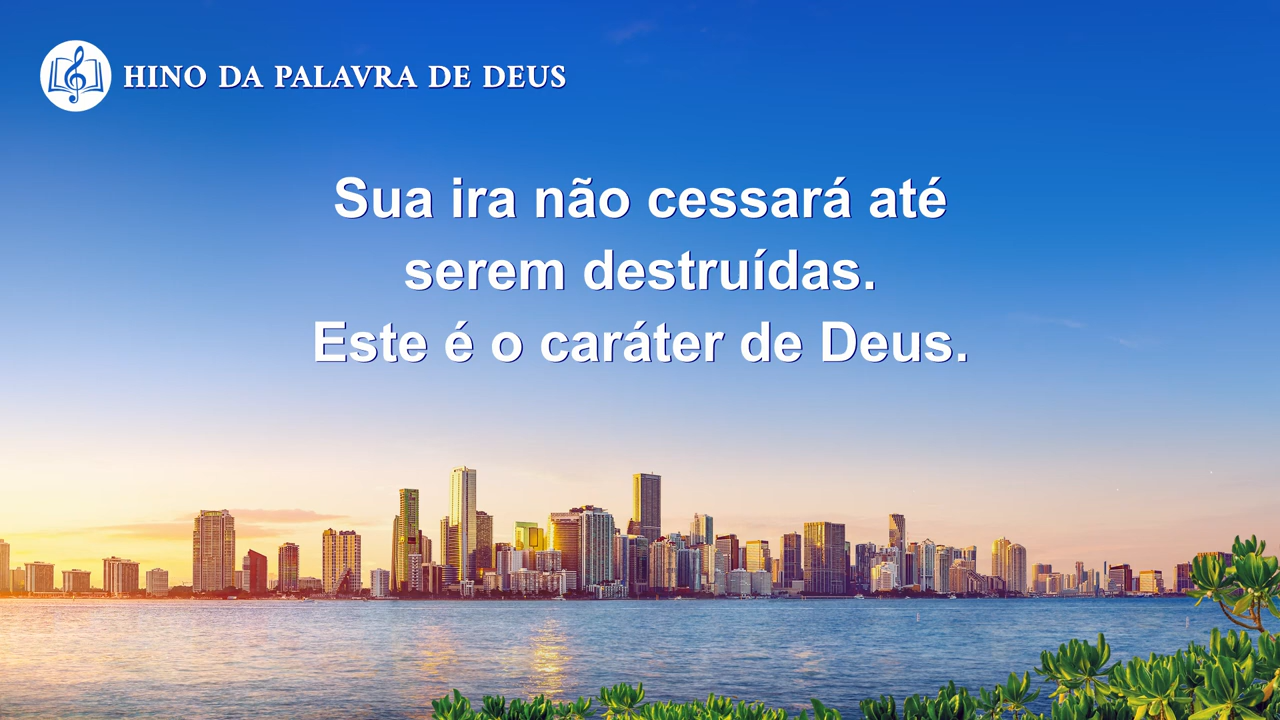 HINO DA PALAVRA DE DEUS
Sua ira não cessará até
serem destruídas.
Este é o caráter de Deus.